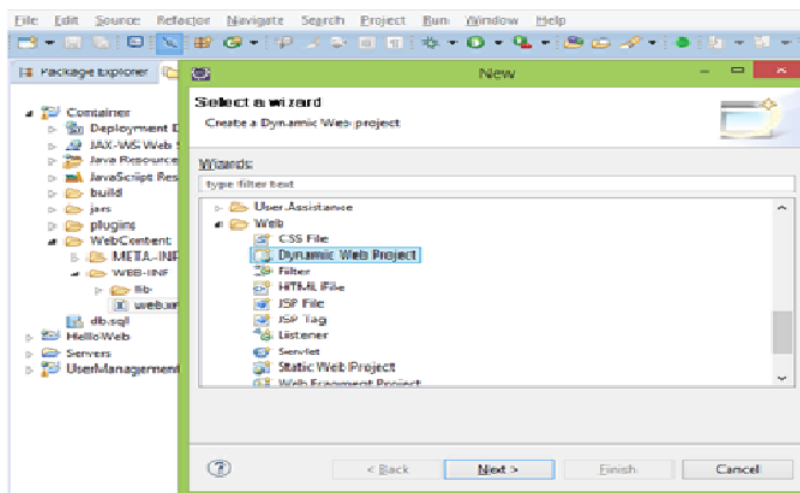 File Edit Source Refactor Navigate Search Project Run Window Help
Package Explorer
New
Select a wizard
Create a Dynamic Web project
Wizards:
type filter text
User Assistance
Web
CSS File
Dynamic Web Project
Filter
HTML File
JSP File
JSP Tag
Listener
Servlet
Static Web Project
Web Fragment Project
Container
Deployment D
JAX-WS Web S
Java Resource
JavaScript Res
build
jars
plugins
WebContent
META-INF
WEB-INF
lib
db.sql
HelloWeb
Servers
UserManagement
?
< Back
Next >
Finish
Cancel